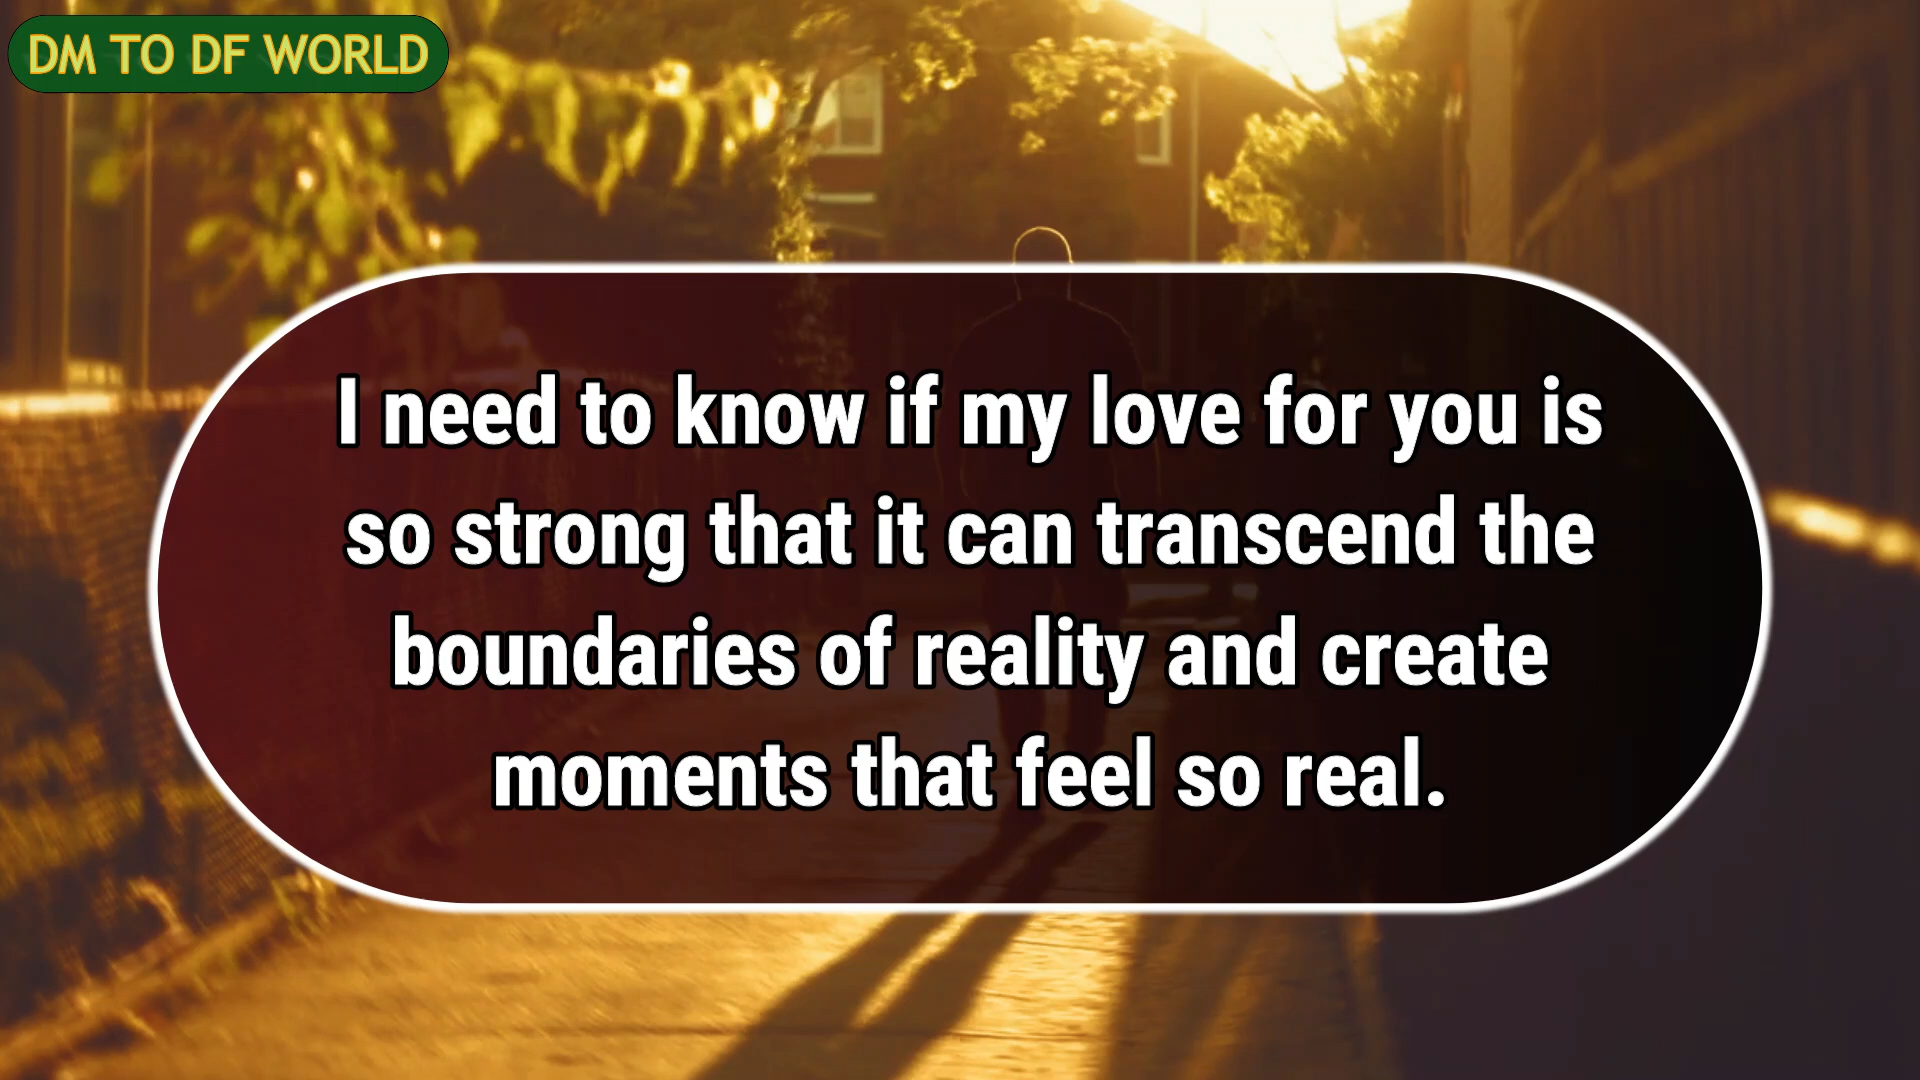 DM TO DF WORLD
I need to know if my love for you is
so strong that it can transcend the
boundaries of reality and create
moments that feel so real.